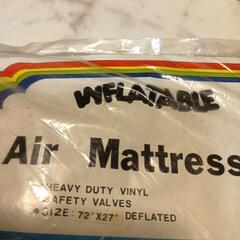 INFLATABLE
Air Mattress
•HEAVY DUTY VINYL
•SAFETY VALVES
•SIZE: 72"X27" DEFLATED